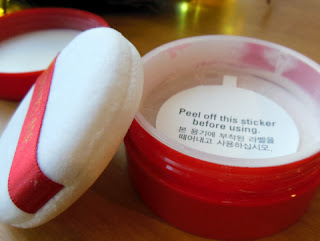 Peel off this sticker
before using.
본 용기에 부착된 라벨을
떼어내고 사용하십시오.